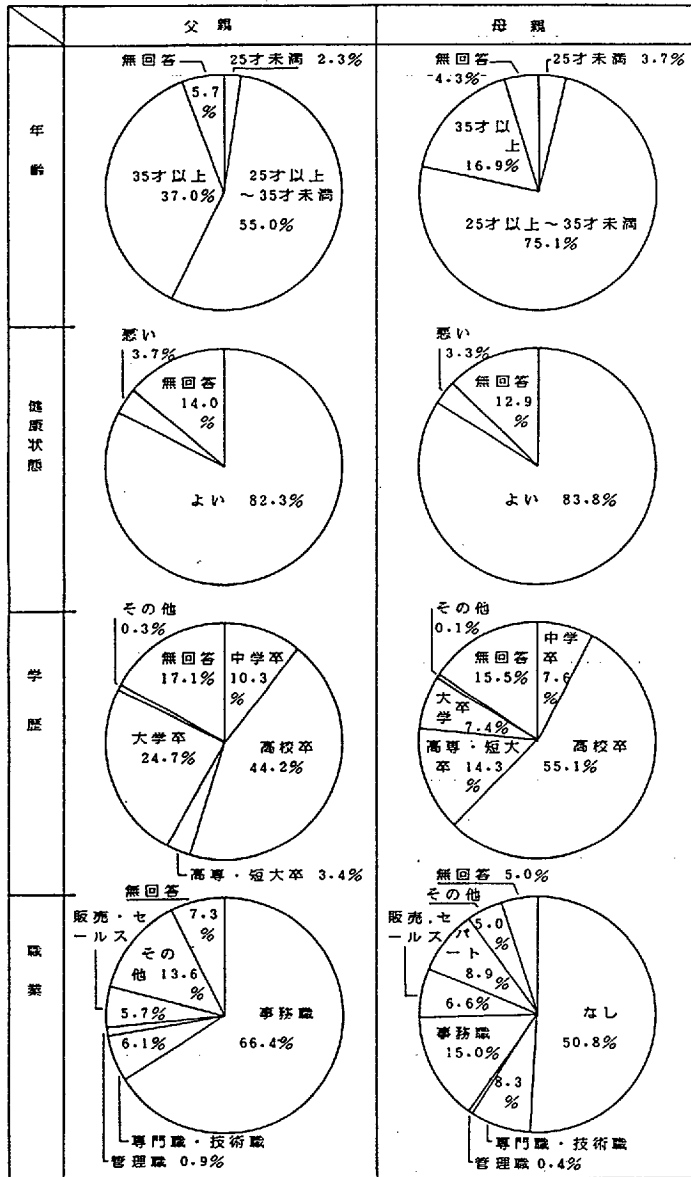 父親
母親
年齢
無回答
5.7
%
25才未満 2.3%
35才以上
37.0%
25才以上
～35才未満
55.0%
無回答
4.3%
25才未満 3.7%
35才以
上
16.9%
25才以上～35才未満
75.1%
健康状態
悪い
3.7%
無回答
14.0
%
よい 82.3%
悪い
3.3%
無回答
12.9
%
よい 83.8%
学歴
その他
0.3%
無回答
17.1%
中学卒
10.3
%
大学卒
24.7%
高校卒
44.2%
高専・短大卒 3.4%
その他
0.1%
無回答
15.5%
中学
卒
7.6
%
大卒
学
7.4%
高専・短大
卒 14.3
%
高校卒
55.1%
職業
無回答
7.3
%
販売・セ
ールス
その
他 13.6
%
5.7%
6.1%
事務職
66.4%
専門職・技術職
管理職 0.9%
無回答 5.0%
その他
5.0
%
販売,セ
ールス
パート
8.9
%
6.6%
事務職
15.0%
8.3
%
なし
50.8%
専門職・技術職
管理職 0.4%